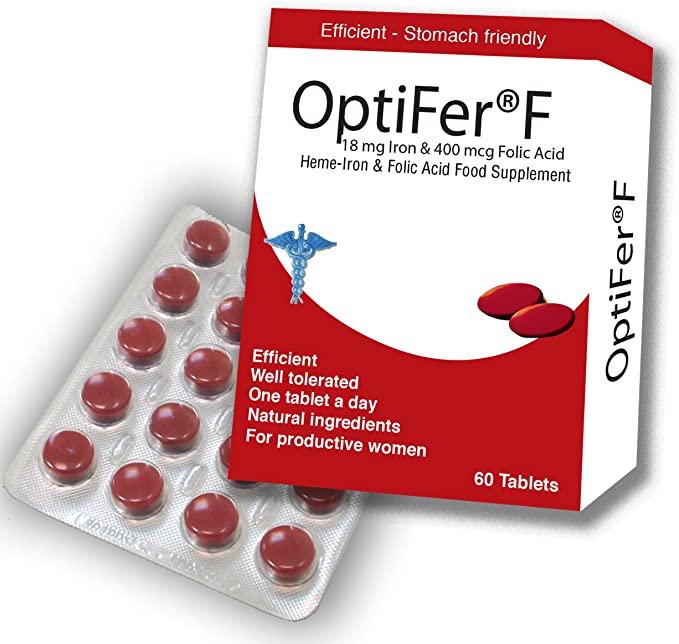 Efficient - Stomach friendly
OptiFer®F
18 mg Iron & 400 mcg Folic Acid
Heme-Iron & Folic Acid Food Supplement
OptiFer®F
Efficient
Well tolerated
One tablet a day
Natural ingredients
For productive women
60 Tablets